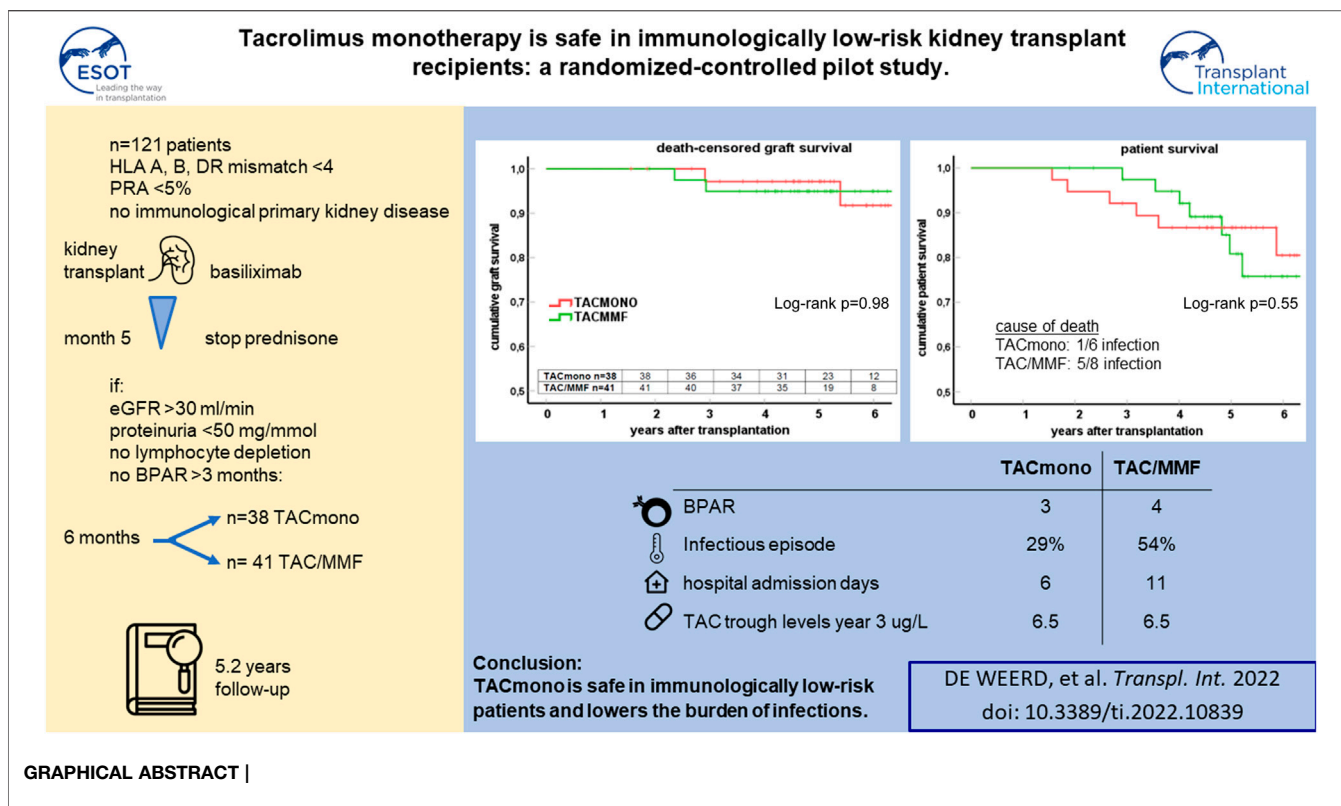 Tacrolimus monotherapy is safe in immunologically low-risk kidney transplant
recipients: a randomized-controlled pilot study.
ESOT
Leading the way
in transplantation
Transplant
International
n=121 patients
HLA A, B, DR mismatch <4
PRA <5%
no immunological primary kidney disease
kidney
transplant
basiliximab
month 5
stop prednisone
if:
eGFR >30 ml/min
proteinuria <50 mg/mmol
no lymphocyte depletion
no BPAR >3 months:
6 months
n=38 TACmono
n= 41 TAC/MMF
5.2 years
follow-up
death-censored graft survival
cumulative graft survival
1,0
0,9
0,8
0,7
0,6
0,5
TACMONO
TACMMF
Log-rank p=0.98
TACmono n=38 38 36 34 31 23 12
TAC/MMF n=41 41 40 37 35 19 8
0 1 2 3 4 5 6
years after transplantation
patient survival
cumulative patient survival
1,0
0,9
0,8
0,7
0,6
0,5
Log-rank p=0.55
cause of death
TACmono: 1/6 infection
TAC/MMF: 5/8 infection
0 1 2 3 4 5 6
years after transplantation
TACmono TAC/MMF
BPAR 3 4
Infectious episode 29% 54%
hospital admission days 6 11
TAC trough levels year 3 ug/L 6.5 6.5
Conclusion:
TACmono is safe in immunologically low-risk
patients and lowers the burden of infections.
DE WEERD, et al. Transpl. Int. 2022
doi: 10.3389/ti.2022.10839
GRAPHICAL ABSTRACT |